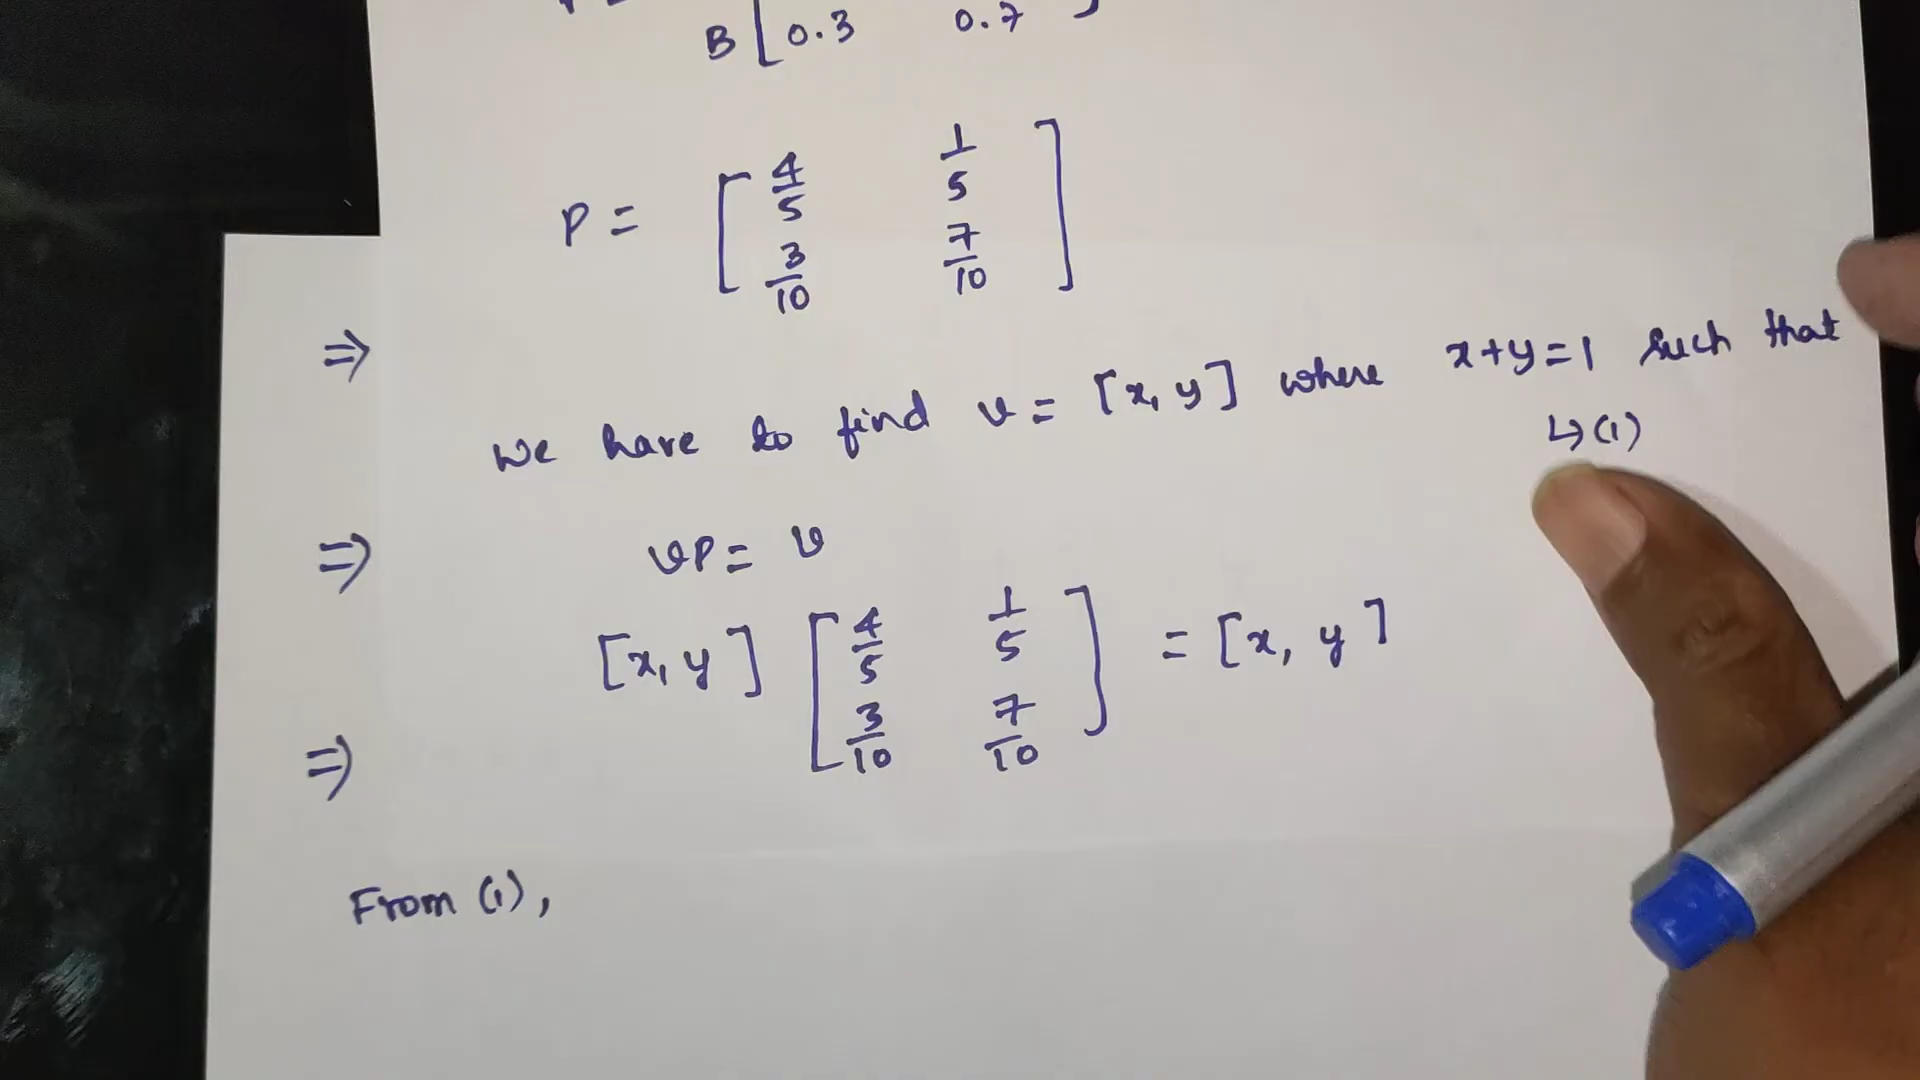 B [ 0.3 0.7 ]
P = [ 4/5 1/5
3/10 7/10 ]
⇒
We have to find v = [x, y] where x+y=1 such that
↳(1)
⇒ vP = v
[x, y] [ 4/5 1/5
3/10 7/10 ] = [x, y]
⇒
From (1),